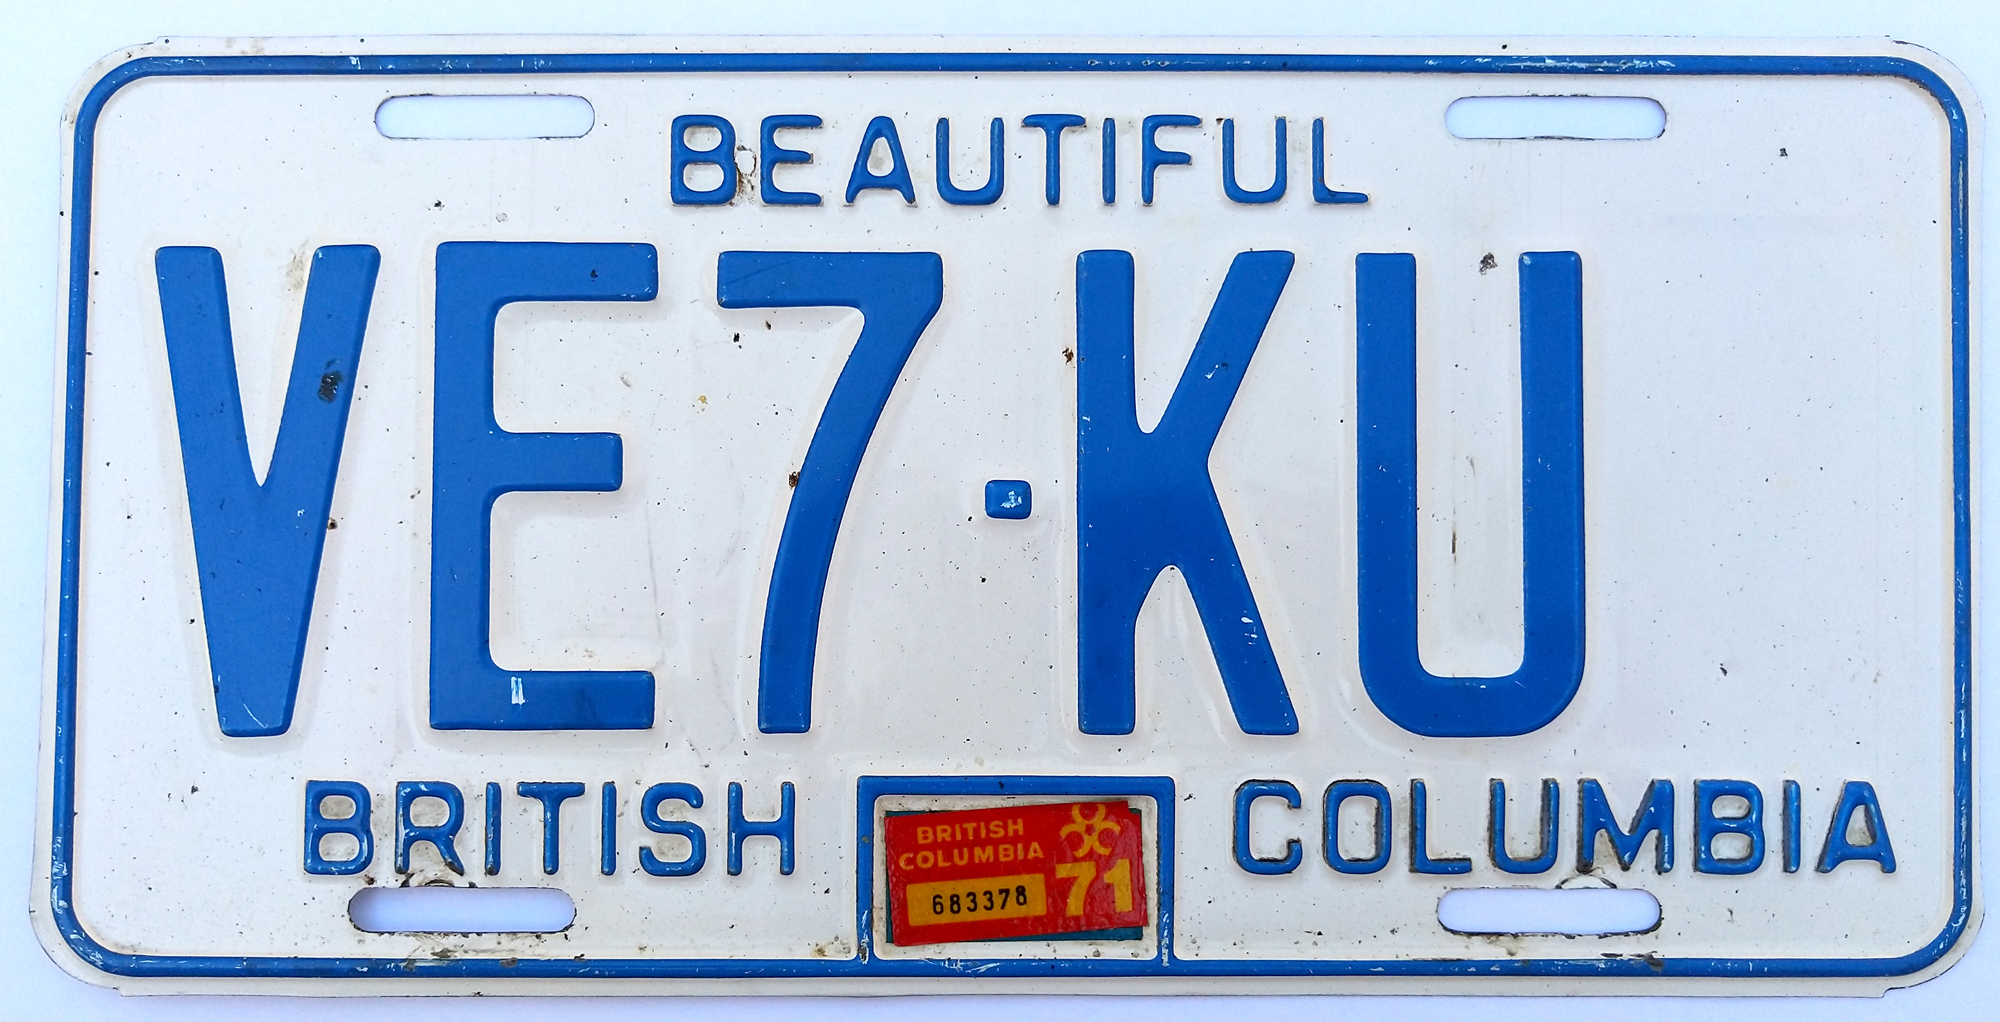 BEAUTIFUL
VE7·KU
BRITISH COLUMBIA
BRITISH
COLUMBIA
71
683378